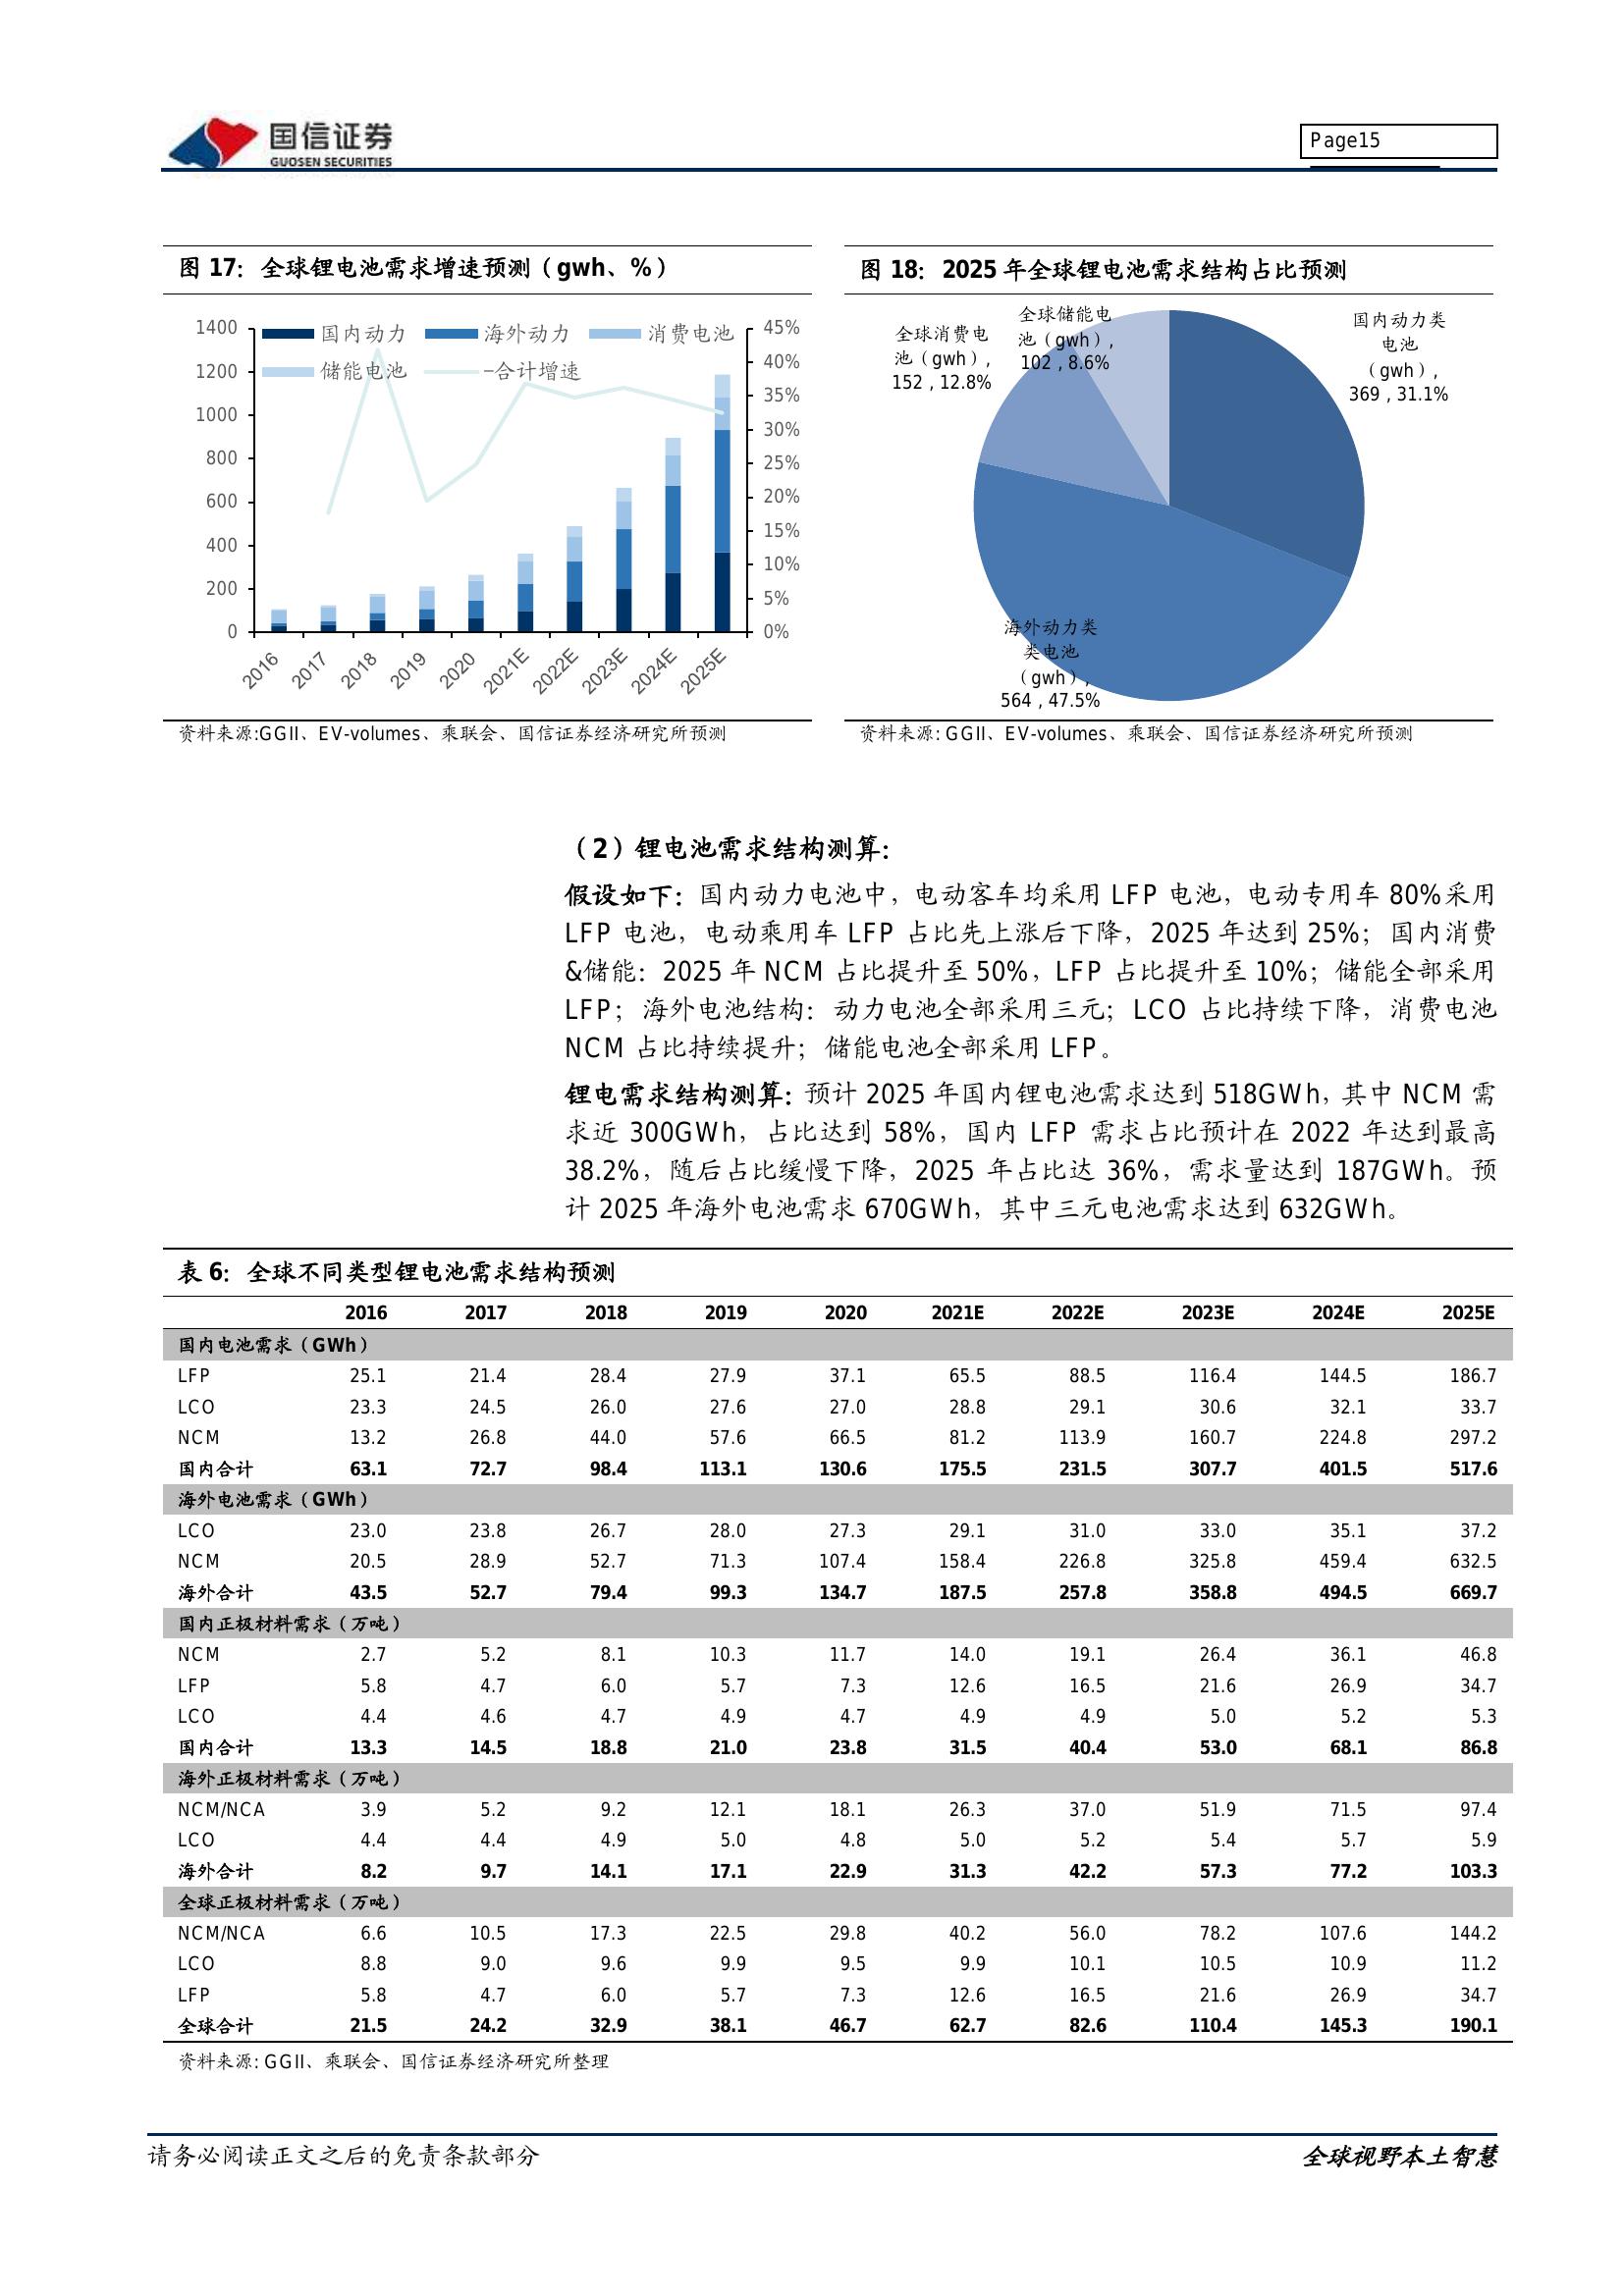 国信证券
GUOSEN SECURITIES
Page15
图 17：全球锂电池需求增速预测（gwh、%）
1400
1200
1000
800
600
400
200
0
国内动力 海外动力 消费电池
储能电池 合计增速
45%
40%
35%
30%
25%
20%
15%
10%
5%
0%
2016 2017 2018 2019 2020 2021E 2022E 2023E 2024E 2025E
资料来源:GGII、EV-volumes、乘联会、国信证券经济研究所预测
图 18：2025 年全球锂电池需求结构占比预测
全球消费电
池（gwh）,
152 , 12.8%
全球储能电
池（gwh）,
102 , 8.6%
国内动力类
电池
（gwh）,
369 , 31.1%
海外动力类
类电池
（gwh）,
564 , 47.5%
资料来源: GGII、EV-volumes、乘联会、国信证券经济研究所预测
（2）锂电池需求结构测算：
假设如下：国内动力电池中，电动客车均采用 LFP 电池，电动专用车 80%采用
LFP 电池，电动乘用车 LFP 占比先上涨后下降，2025 年达到 25%；国内消费
&储能：2025 年 NCM 占比提升至 50%，LFP 占比提升至 10%；储能全部采用
LFP；海外电池结构：动力电池全部采用三元；LCO 占比持续下降，消费电池
NCM 占比持续提升；储能电池全部采用 LFP。
锂电需求结构测算：预计 2025 年国内锂电池需求达到 518GWh，其中 NCM 需
求近 300GWh，占比达到 58%，国内 LFP 需求占比预计在 2022 年达到最高
38.2%，随后占比缓慢下降，2025 年占比达 36%，需求量达到 187GWh。预
计 2025 年海外电池需求 670GWh，其中三元电池需求达到 632GWh。
表 6：全球不同类型锂电池需求结构预测
2016 2017 2018 2019 2020 2021E 2022E 2023E 2024E 2025E
国内电池需求（GWh）
LFP 25.1 21.4 28.4 27.9 37.1 65.5 88.5 116.4 144.5 186.7
LCO 23.3 24.5 26.0 27.6 27.0 28.8 29.1 30.6 32.1 33.7
NCM 13.2 26.8 44.0 57.6 66.5 81.2 113.9 160.7 224.8 297.2
国内合计 63.1 72.7 98.4 113.1 130.6 175.5 231.5 307.7 401.5 517.6
海外电池需求（GWh）
LCO 23.0 23.8 26.7 28.0 27.3 29.1 31.0 33.0 35.1 37.2
NCM 20.5 28.9 52.7 71.3 107.4 158.4 226.8 325.8 459.4 632.5
海外合计 43.5 52.7 79.4 99.3 134.7 187.5 257.8 358.8 494.5 669.7
国内正极材料需求（万吨）
NCM 2.7 5.2 8.1 10.3 11.7 14.0 19.1 26.4 36.1 46.8
LFP 5.8 4.7 6.0 5.7 7.3 12.6 16.5 21.6 26.9 34.7
LCO 4.4 4.6 4.7 4.9 4.7 4.9 4.9 5.0 5.2 5.3
国内合计 13.3 14.5 18.8 21.0 23.8 31.5 40.4 53.0 68.1 86.8
海外正极材料需求（万吨）
NCM/NCA 3.9 5.2 9.2 12.1 18.1 26.3 37.0 51.9 71.5 97.4
LCO 4.4 4.4 4.9 5.0 4.8 5.0 5.2 5.4 5.7 5.9
海外合计 8.2 9.7 14.1 17.1 22.9 31.3 42.2 57.3 77.2 103.3
全球正极材料需求（万吨）
NCM/NCA 6.6 10.5 17.3 22.5 29.8 40.2 56.0 78.2 107.6 144.2
LCO 8.8 9.0 9.6 9.9 9.5 9.9 10.1 10.5 10.9 11.2
LFP 5.8 4.7 6.0 5.7 7.3 12.6 16.5 21.6 26.9 34.7
全球合计 21.5 24.2 32.9 38.1 46.7 62.7 82.6 110.4 145.3 190.1
资料来源: GGII、乘联会、国信证券经济研究所整理
请务必阅读正文之后的免责条款部分
全球视野本土智慧